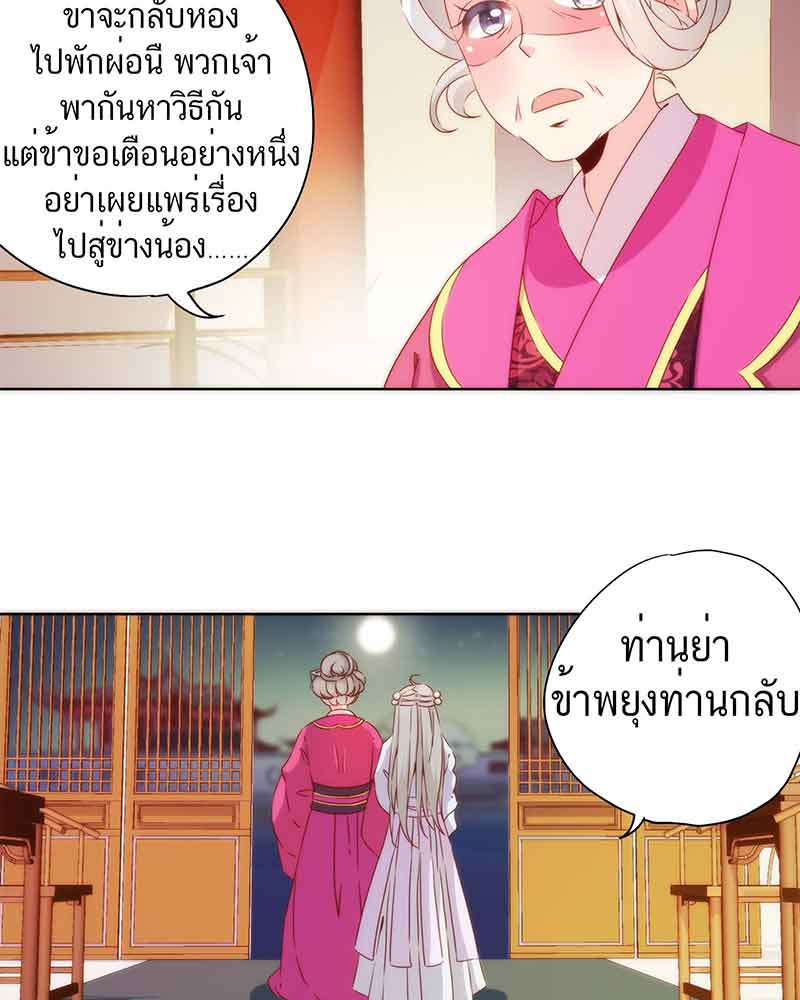 ข้าจะกลับห้อง
ไปพักผ่อนื พวกเจ้า
พากันหาวิธีกัน
แต่ข้าขอเตือนอย่างหนึ่ง
อย่าเผยแพร่เรื่อง
ไปสู่ข่างน้อง......
ท่านย่า
ข้าพยุงท่านกลับ